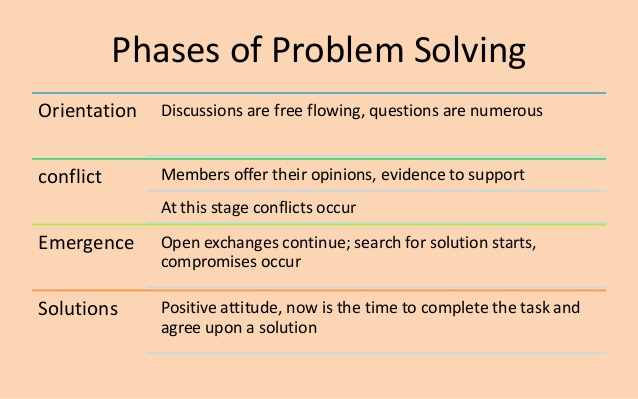 Phases of Problem Solving
Orientation
Discussions are free flowing, questions are numerous
conflict
Members offer their opinions, evidence to support
At this stage conflicts occur
Emergence
Open exchanges continue; search for solution starts,
compromises occur
Solutions
Positive attitude, now is the time to complete the task and
agree upon a solution